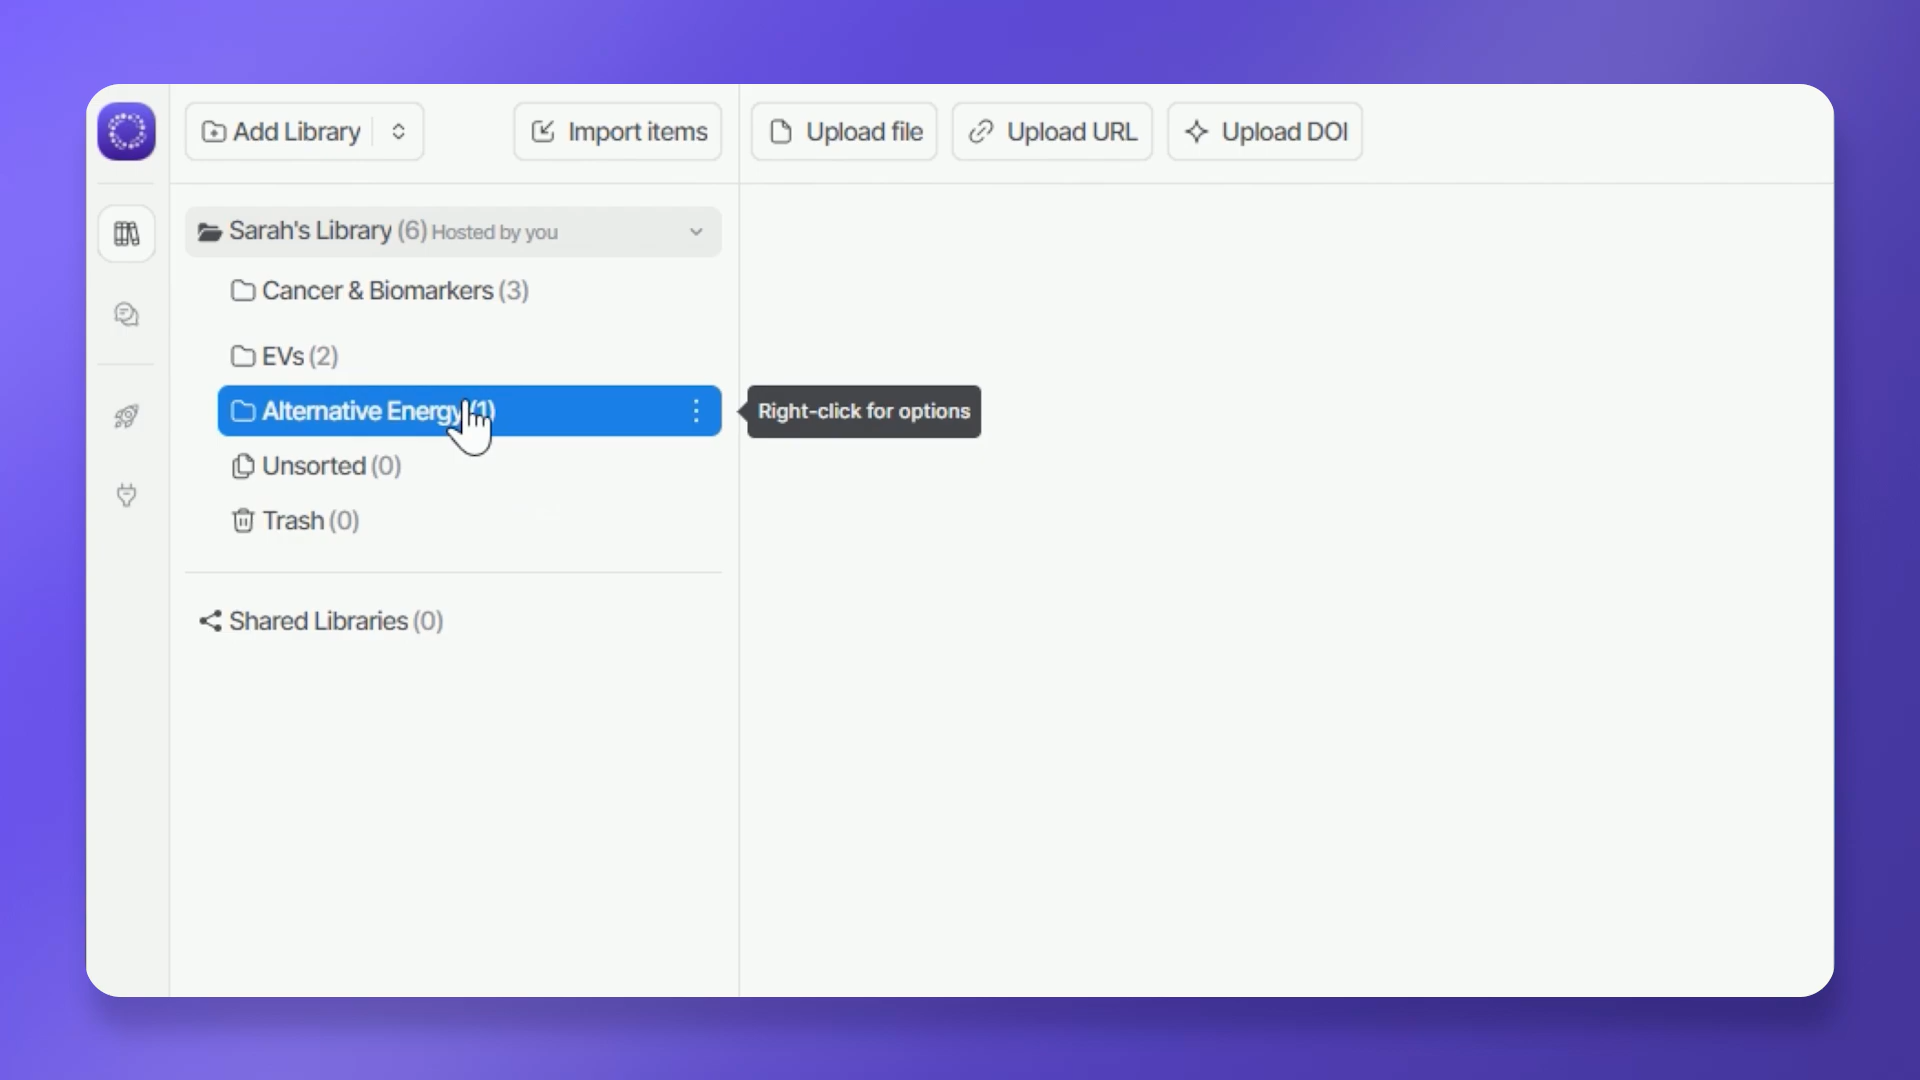 Add Library
Import items
Upload file
Upload URL
Upload DOI
Sarah's Library (6) Hosted by you
Cancer & Biomarkers (3)
EVs (2)
Alternative Energy (1)
Right-click for options
Unsorted (0)
Trash (0)
Shared Libraries (0)